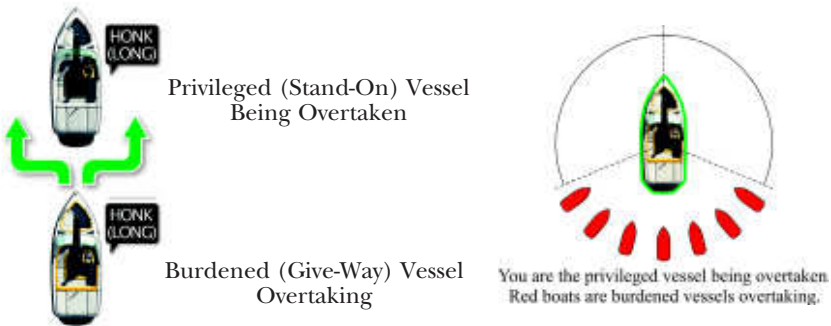 HONK
(LONG)
Privileged (Stand-On) Vessel
Being Overtaken
HONK
(LONG)
Burdened (Give-Way) Vessel
Overtaking
You are the privileged vessel being overtaken
Red boats are burdened vessels overtaking.